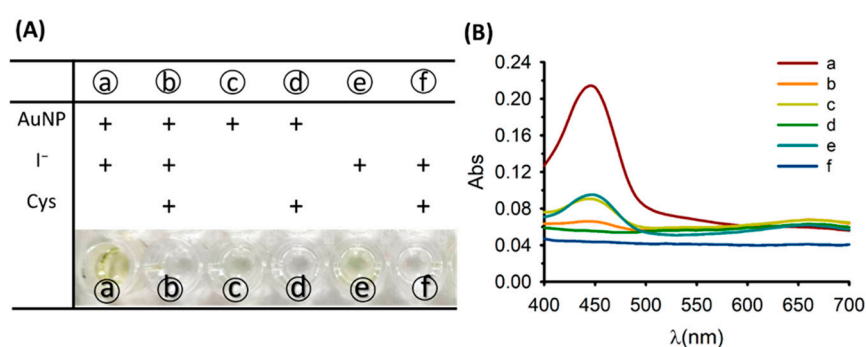 (A)
ⓐ ⓑ ⓒ ⓓ ⓔ ⓕ
AuNP + + + +
I⁻ + + + +
Cys + + +
ⓐ ⓑ ⓒ ⓓ ⓔ ⓕ
(B)
0.24
0.20
0.16
0.12
0.08
0.04
0.00
Abs
a
b
c
d
e
f
400 450 500 550 600 650 700
λ(nm)